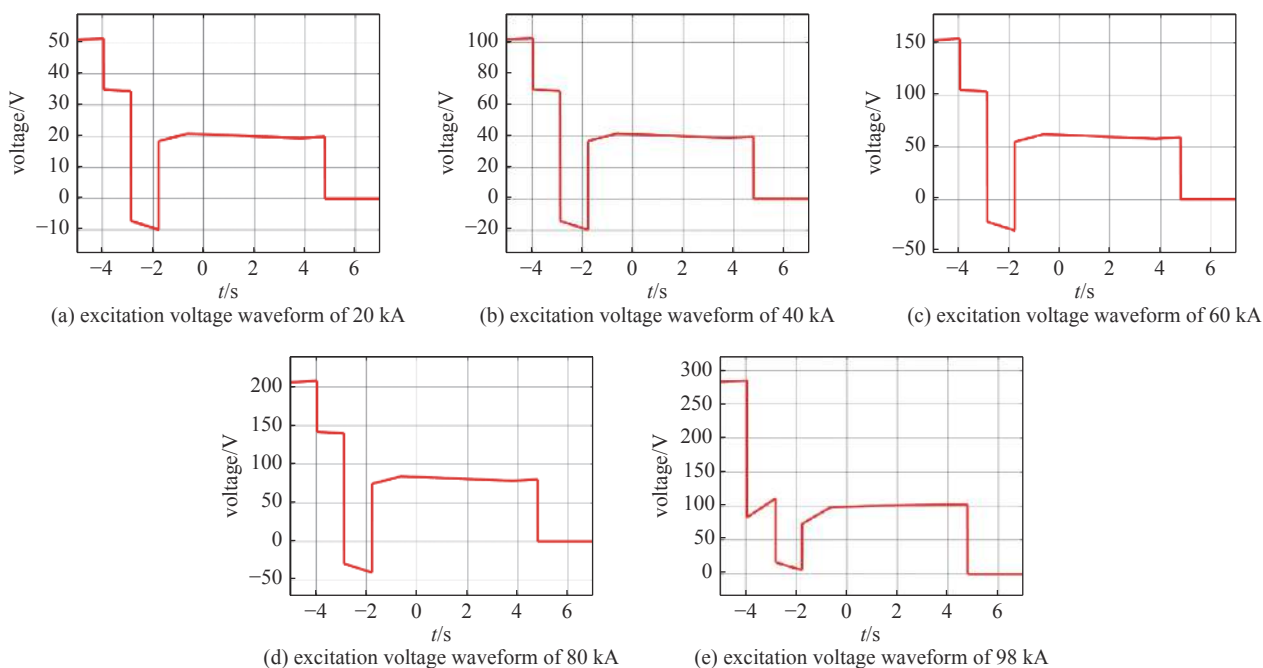 50
40
30
20
10
0
−10
voltage/V
−4 −2 0 2 4 6
t/s
(a) excitation voltage waveform of 20 kA
100
80
60
40
20
0
−20
voltage/V
−4 −2 0 2 4 6
t/s
(b) excitation voltage waveform of 40 kA
150
100
50
0
−50
voltage/V
−4 −2 0 2 4 6
t/s
(c) excitation voltage waveform of 60 kA
200
150
100
50
0
−50
voltage/V
−4 −2 0 2 4 6
t/s
(d) excitation voltage waveform of 80 kA
300
250
200
150
100
50
0
voltage/V
−4 −2 0 2 4 6
t/s
(e) excitation voltage waveform of 98 kA